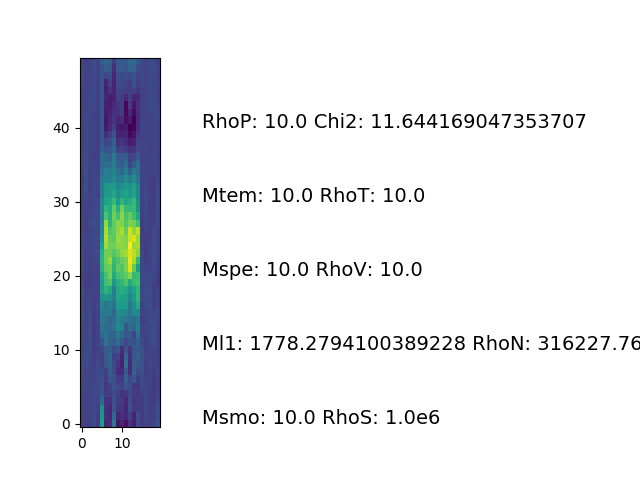 40
RhoP: 10.0 Chi2: 11.644169047353707
30
Mtem: 10.0 RhoT: 10.0
20
Mspe: 10.0 RhoV: 10.0
10
Ml1: 1778.2794100389228 RhoN: 316227.76
0
Msmo: 10.0 RhoS: 1.0e6
0 10